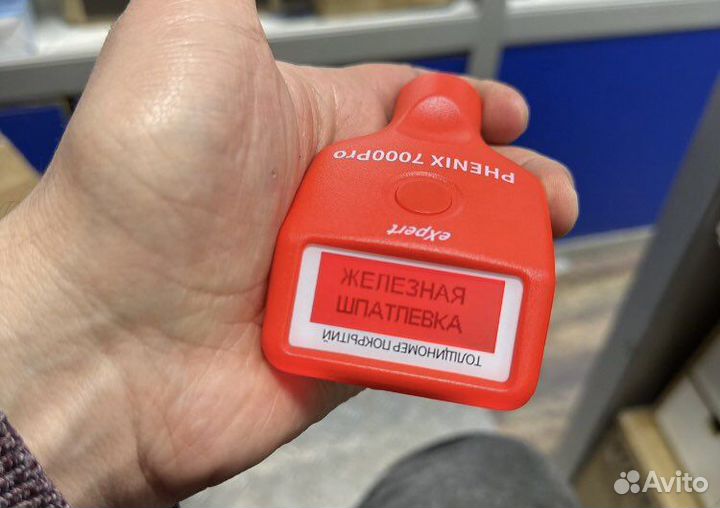 PHENIX 7000Pro
eXpert
ЖЕЛЕЗНАЯ
ШПАТЛЕВКА
ТОЛЩИНОМЕР ПОКРЫТИЙ
Avito